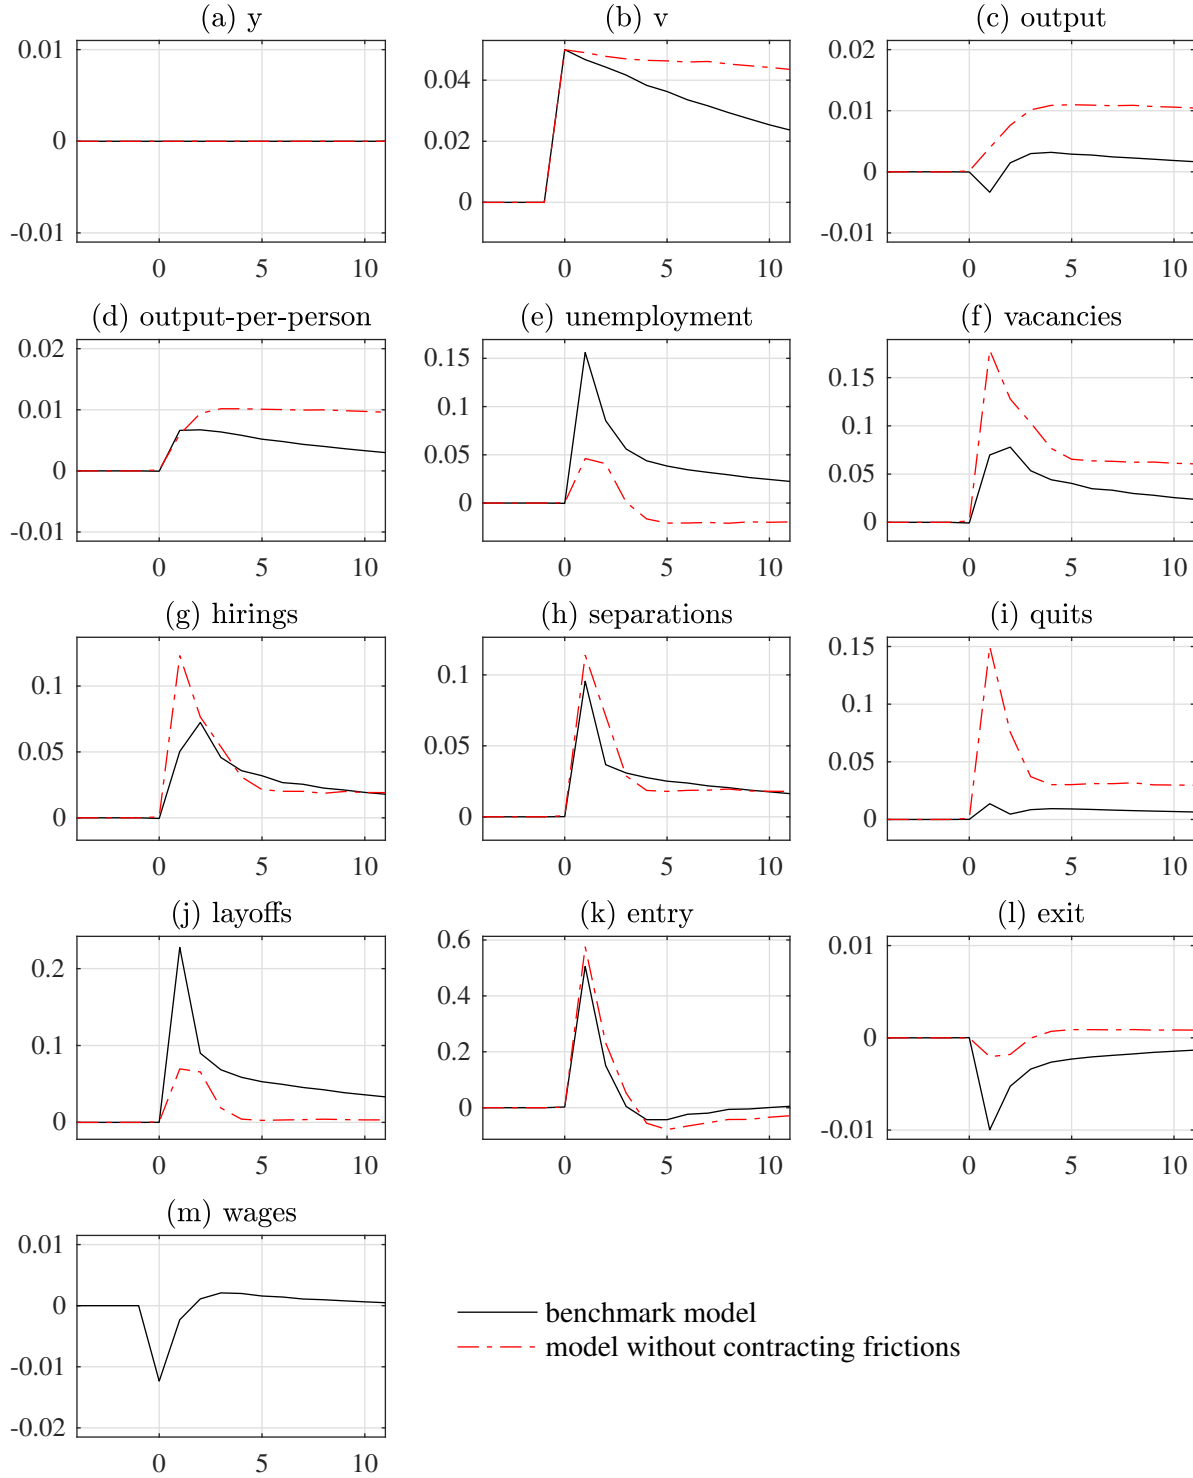 (a) y
(b) v
(c) output
0.01
0
-0.01
0 5 10
0.04
0.02
0
0 5 10
0.02
0.01
0
-0.01
0 5 10
(d) output-per-person
(e) unemployment
(f) vacancies
0.02
0.01
0
-0.01
0 5 10
0.15
0.1
0.05
0
0 5 10
0.15
0.1
0.05
0
0 5 10
(g) hirings
(h) separations
(i) quits
0.1
0.05
0
0 5 10
0.1
0.05
0
0 5 10
0.15
0.1
0.05
0
0 5 10
(j) layoffs
(k) entry
(l) exit
0.2
0.1
0
0 5 10
0.6
0.4
0.2
0
0 5 10
0.01
0
-0.01
0 5 10
(m) wages
0.01
0
-0.01
-0.02
0 5 10
benchmark model
model without contracting frictions